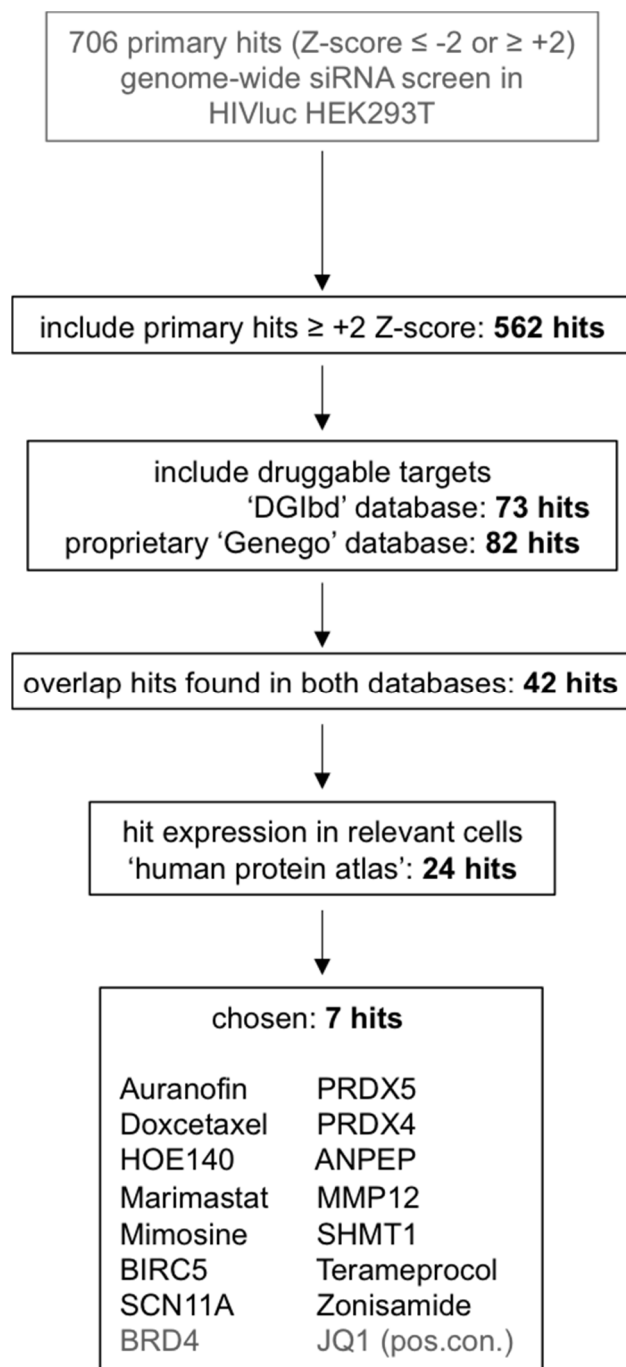 706 primary hits (Z-score ≤ -2 or ≥ +2)
genome-wide siRNA screen in
HIVluc HEK293T
include primary hits ≥ +2 Z-score: 562 hits
include druggable targets
‘DGIbd’ database: 73 hits
proprietary ‘Genego’ database: 82 hits
overlap hits found in both databases: 42 hits
hit expression in relevant cells
‘human protein atlas’: 24 hits
chosen: 7 hits
Auranofin PRDX5
Doxcetaxel PRDX4
HOE140 ANPEP
Marimastat MMP12
Mimosine SHMT1
BIRC5 Terameprocol
SCN11A Zonisamide
BRD4 JQ1 (pos.con.)